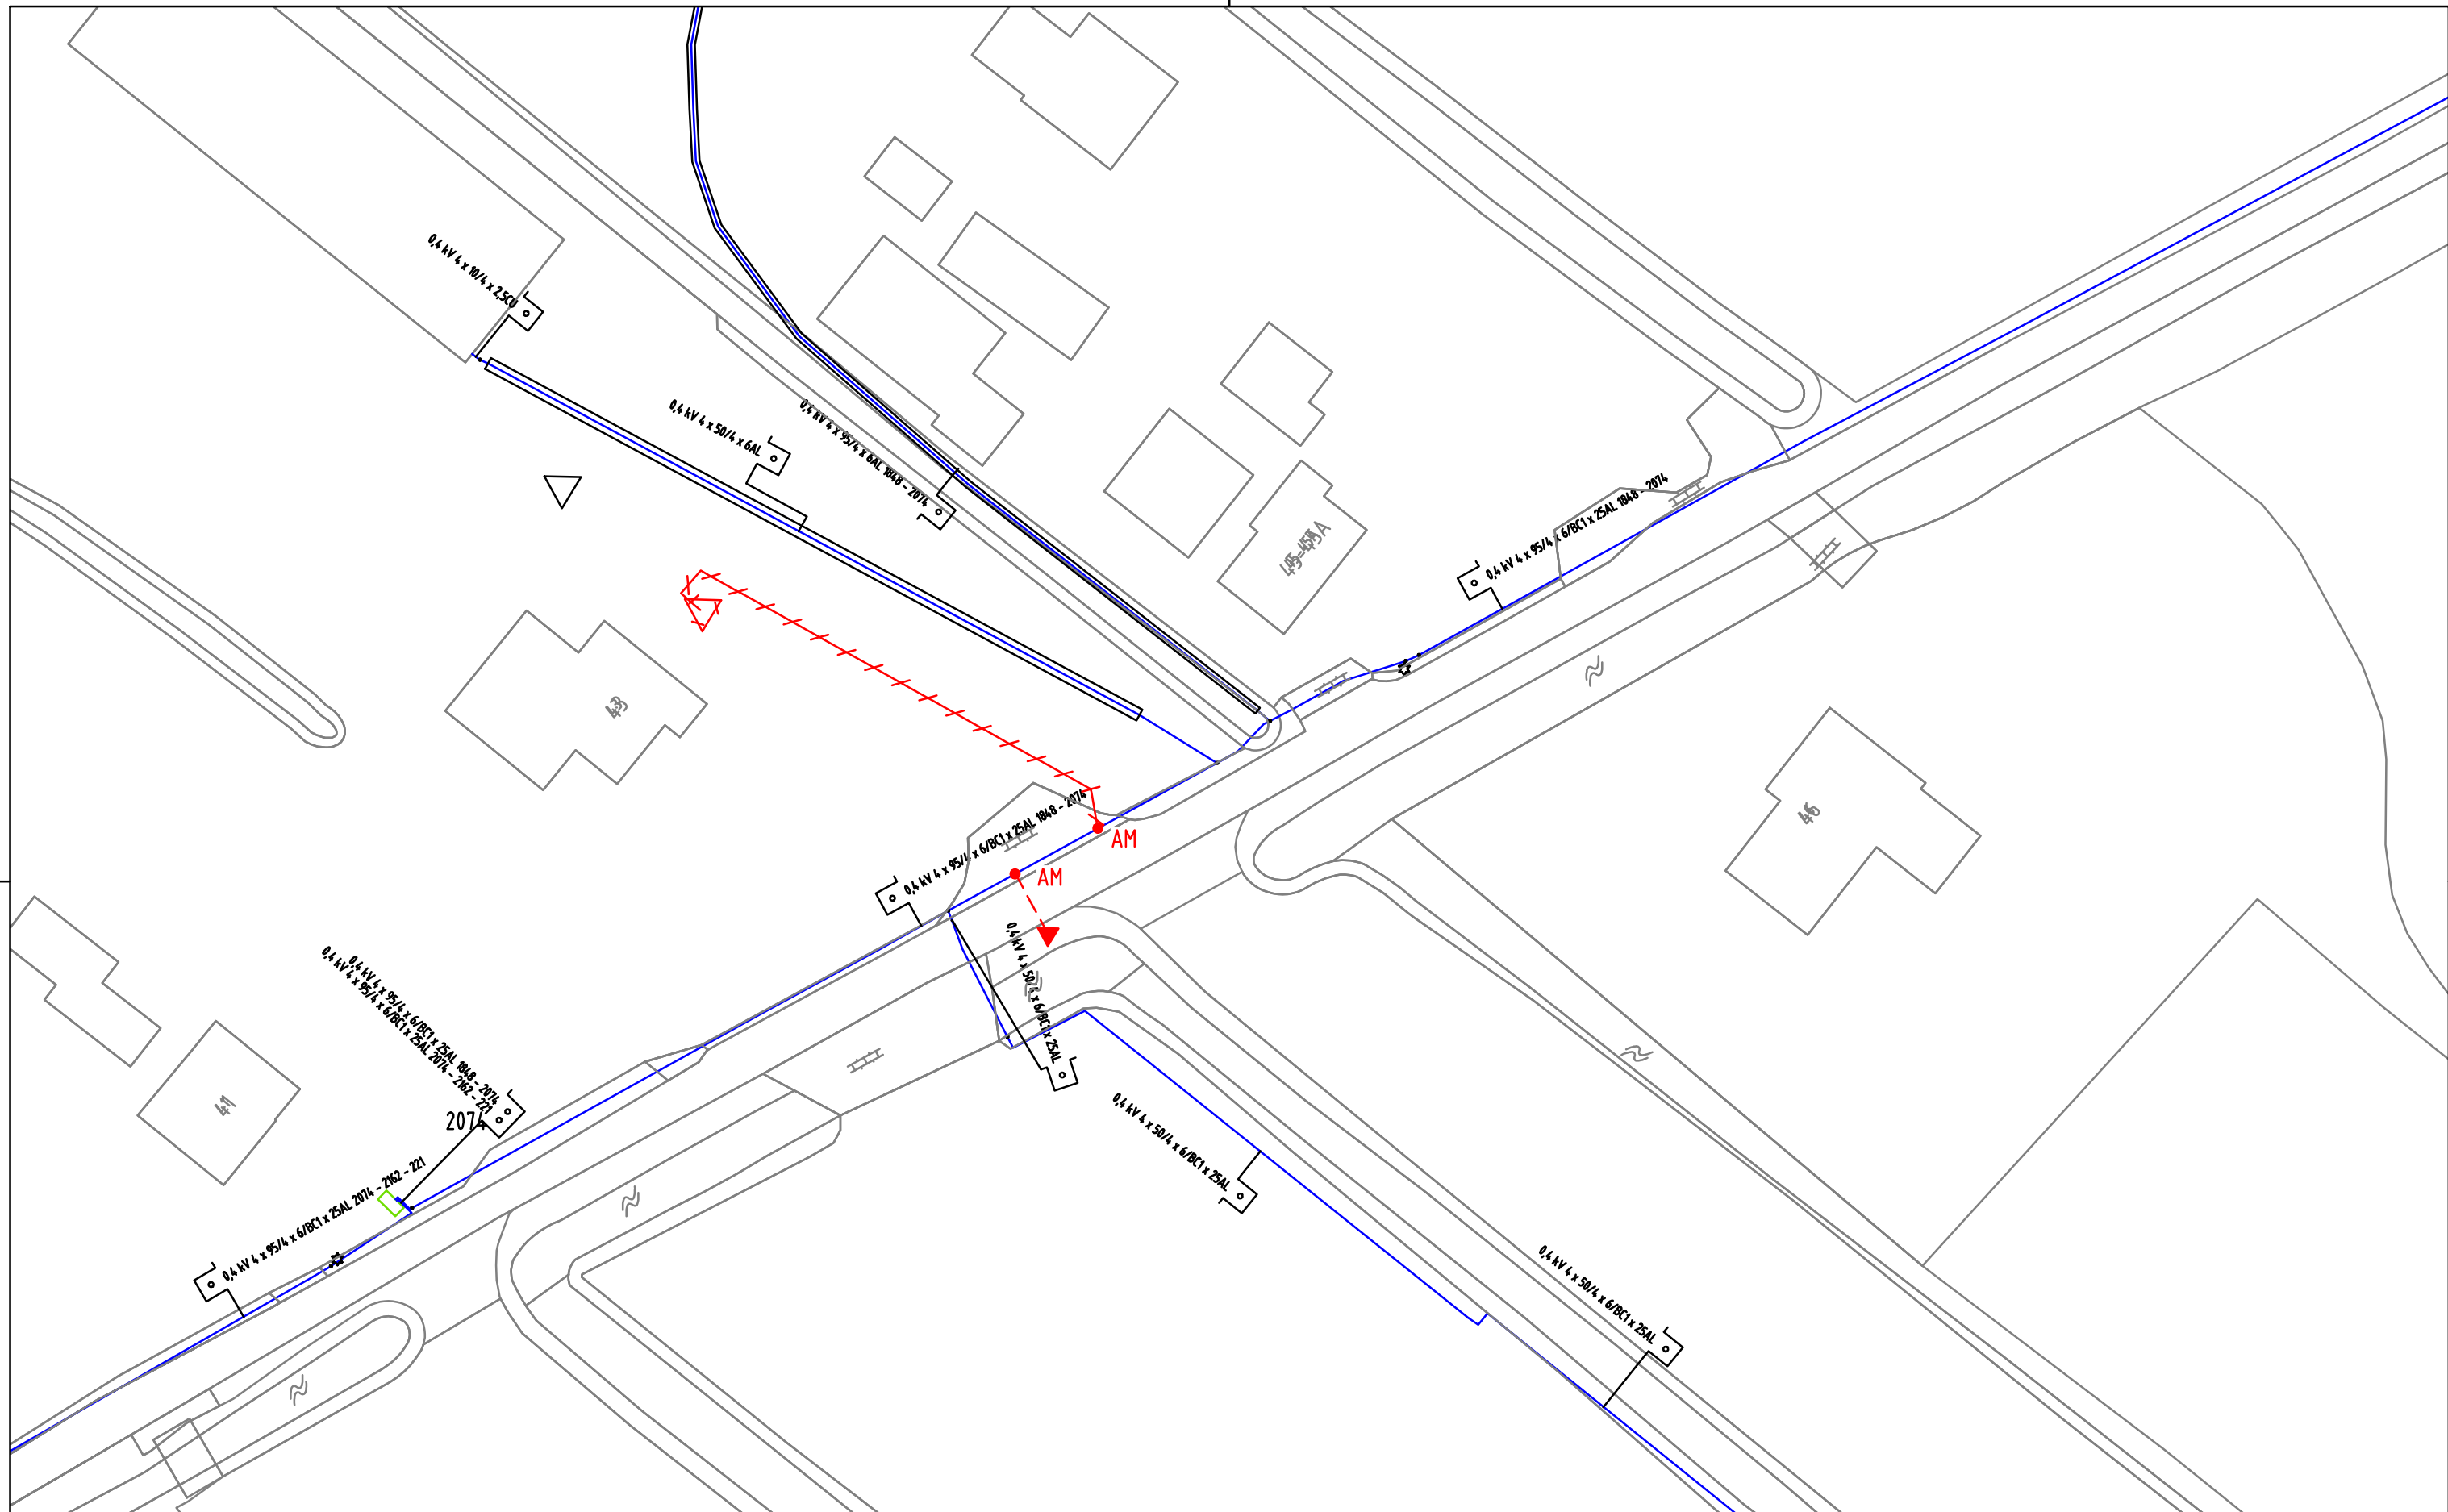 0,4 kV 4 x 10/4 x 2,5CU
0,4 kV 4 x 50/4 x 6AL
0,4 kV 4 x 95/4 x 6AL 1848 - 2074
0,4 kV 4 x 95/4 x 6/BC1 x 25AL 1848 - 2074
43
46
0,4 kV 4 x 95/4 x 6/BC1 x 25AL 1848 - 2074
AM
AM
0,4 kV 4 x 50/4 x 6/BC1 x 25AL
0,4 kV 4 x 95/4 x 6/BC1 x 25AL 1848 - 2074
0,4 kV 4 x 95/4 x 6/BC1 x 25AL 2074 - 2162 - 221
41
2074
0,4 kV 4 x 50/4 x 6/BC1 x 25AL
0,4 kV 4 x 95/4 x 6/BC1 x 25AL 2074 - 2162 - 221
0,4 kV 4 x 50/4 x 6/BC1 x 25AL